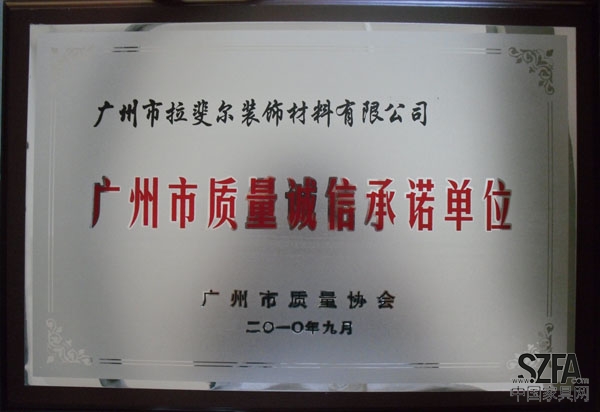 广州市拉斐尔装饰材料有限公司
广州市质量诚信承诺单位
广州市质量协会
二〇一〇年九月
SZFA.com
www.
中国家具网